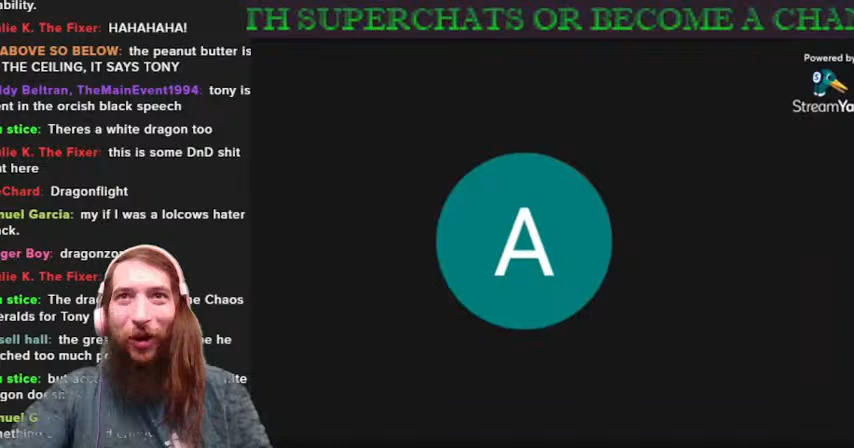 TH SUPERCHATS OR BECOME A CHAN
Powered by
StreamYa
ability.
lie K. The Fixer: HAHAHAHA!
ABOVE SO BELOW: the peanut butter is
THE CEILING, IT SAYS TONY
ldy Beltran, TheMainEvent1994: tony is
ent in the orcish black speech
stice: Theres a white dragon too
lie K. The Fixer: this is some DnD shit
t here
Chard: Dragonflight
nuel Garcia: my if I was a lolcows hater
ck.
ger Boy:
lie K. The Fixer:
stice: The Chaos
eralds for Tony
sell hall: the he
ched too much
stice:
gon
nuel
A